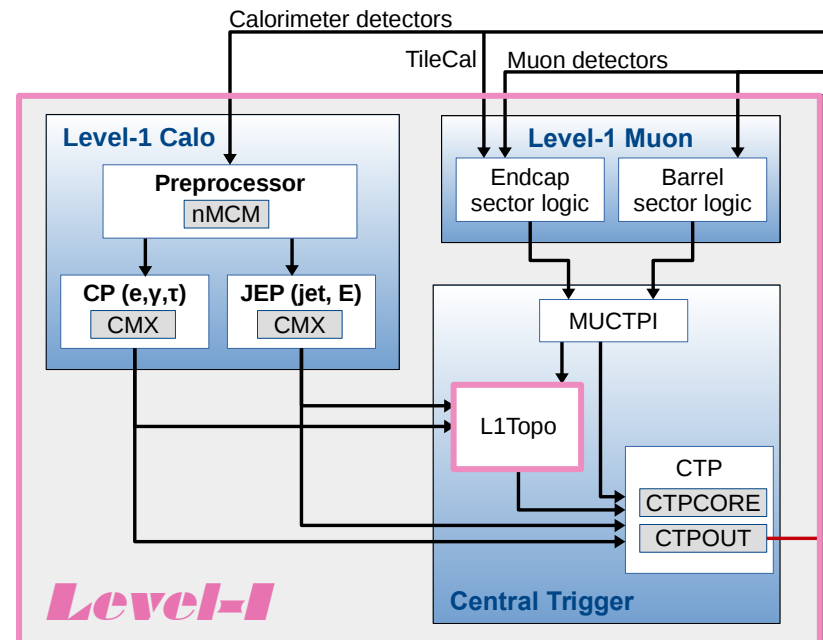 Calorimeter detectors
TileCal
Muon detectors
Level-1 Calo
Preprocessor
nMCM
CP (e,γ,τ)
CMX
JEP (jet, E)
CMX
Level-1 Muon
Endcap
sector logic
Barrel
sector logic
MUCTPI
L1Topo
CTP
CTPCORE
CTPOUT
Central Trigger
Level-1